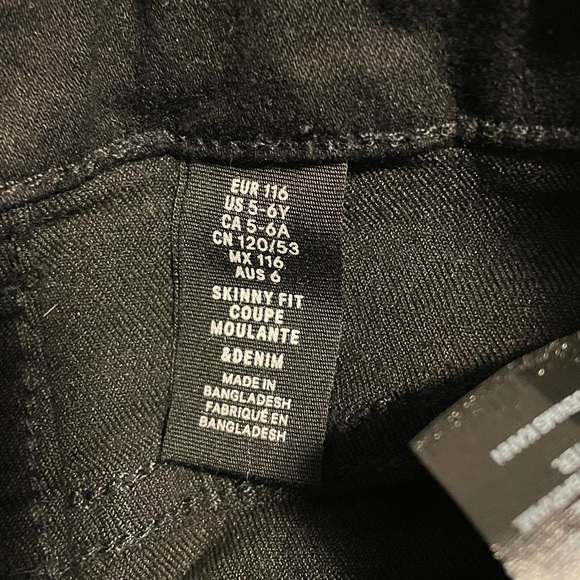 EUR 116
US 5-6Y
CA 5-6A
CN 120/53
MX 116
AUS 6
SKINNY FIT
COUPE
MOULANTE
&DENIM
MADE IN
BANGLADESH
FABRIQUÉ EN
BANGLADESH